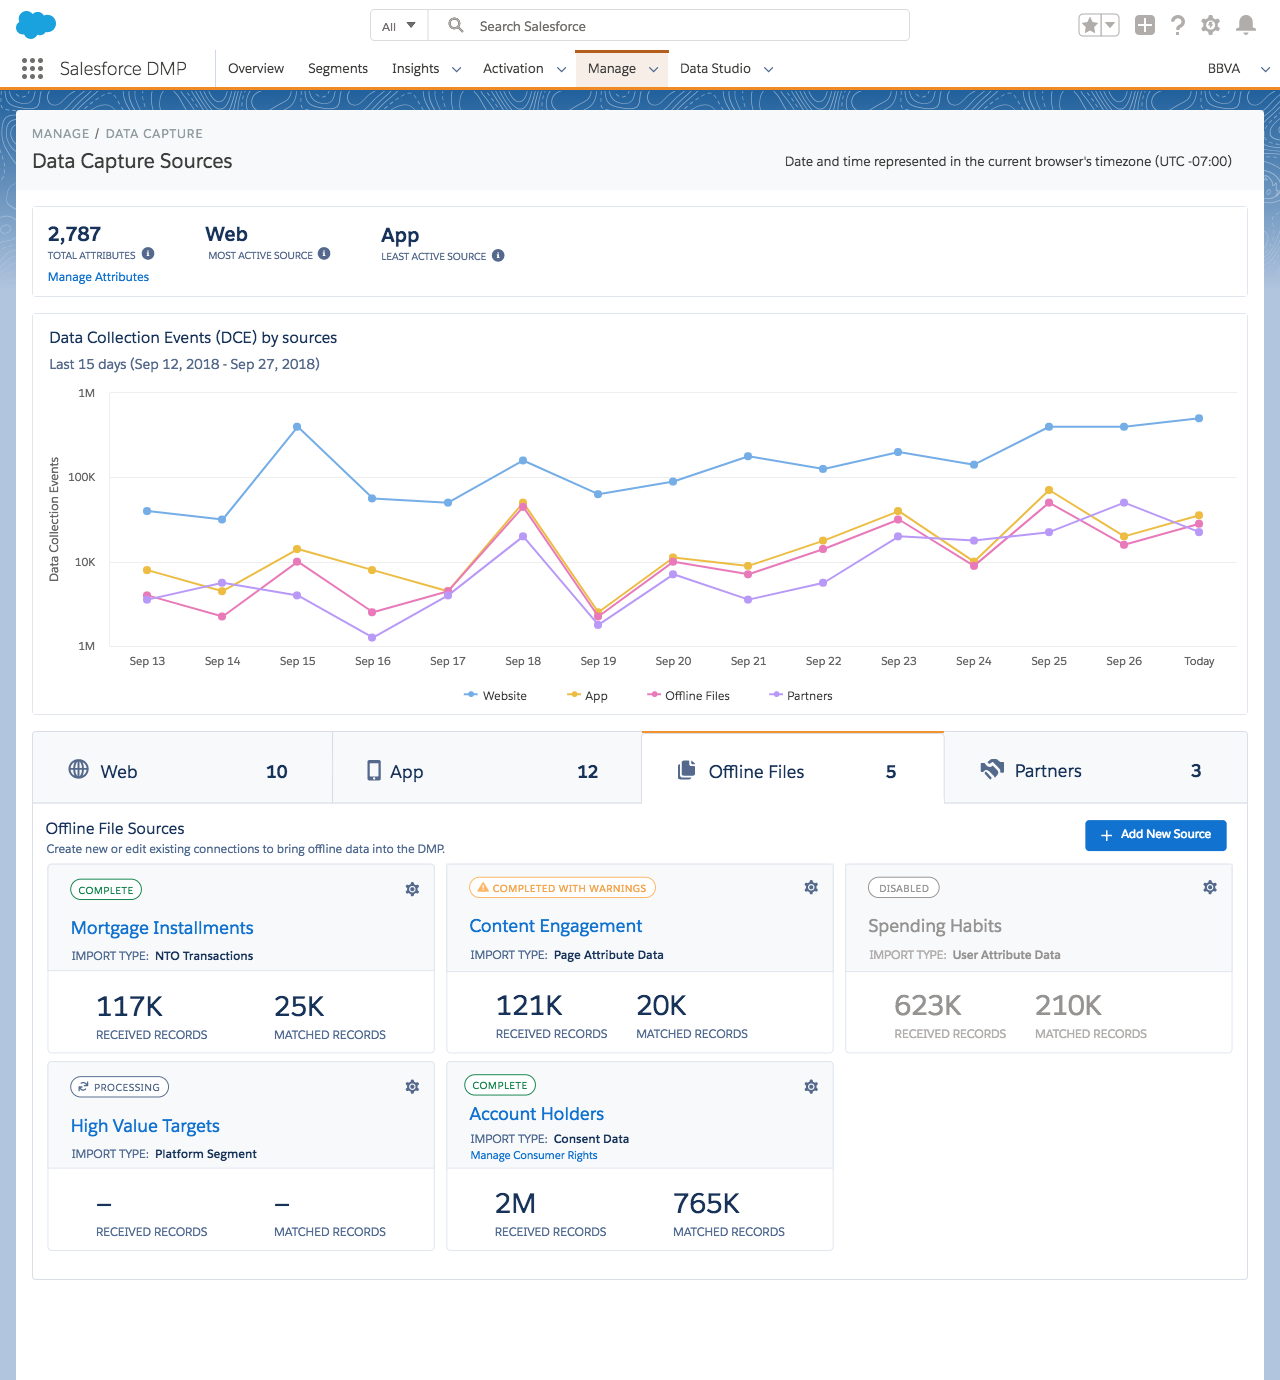 All
Search Salesforce
Salesforce DMP
Overview
Segments
Insights
Activation
Manage
Data Studio
BBVA
MANAGE / DATA CAPTURE
Data Capture Sources
Date and time represented in the current browser's timezone (UTC -07:00)
2,787
TOTAL ATTRIBUTES
Manage Attributes
Web
MOST ACTIVE SOURCE
App
LEAST ACTIVE SOURCE
Data Collection Events (DCE) by sources
Last 15 days (Sep 12, 2018 - Sep 27, 2018)
Data Collection Events
1M
100K
10K
1M
Sep 13 Sep 14 Sep 15 Sep 16 Sep 17 Sep 18 Sep 19 Sep 20 Sep 21 Sep 22 Sep 23 Sep 24 Sep 25 Sep 26 Today
Website App Offline Files Partners
Web 10
App 12
Offline Files 5
Partners 3
Offline File Sources
Create new or edit existing connections to bring offline data into the DMP.
Add New Source
COMPLETE
Mortgage Installments
IMPORT TYPE: NTO Transactions
117K
RECEIVED RECORDS
25K
MATCHED RECORDS
COMPLETED WITH WARNINGS
Content Engagement
IMPORT TYPE: Page Attribute Data
121K
RECEIVED RECORDS
20K
MATCHED RECORDS
DISABLED
Spending Habits
IMPORT TYPE: User Attribute Data
623K
RECEIVED RECORDS
210K
MATCHED RECORDS
PROCESSING
High Value Targets
IMPORT TYPE: Platform Segment
–
RECEIVED RECORDS
–
MATCHED RECORDS
COMPLETE
Account Holders
IMPORT TYPE: Consent Data
Manage Consumer Rights
2M
RECEIVED RECORDS
765K
MATCHED RECORDS